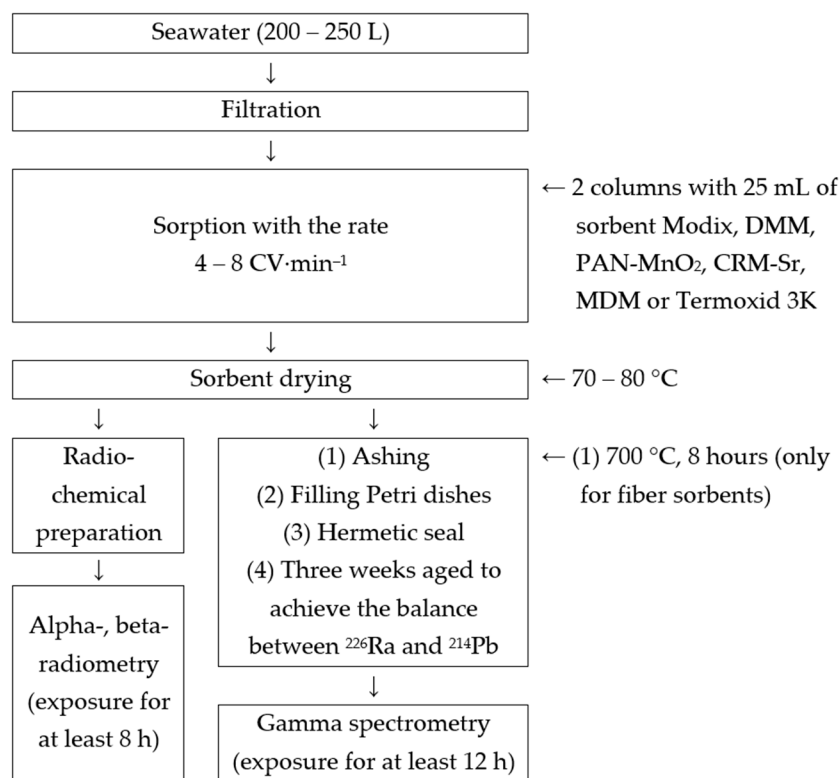 Seawater (200 – 250 L)
↓
Filtration
↓
Sorption with the rate
4 – 8 CV·min⁻¹
← 2 columns with 25 mL of
sorbent Modix, DMM,
PAN-MnO₂, CRM-Sr,
MDM or Termoxid 3K
↓
Sorbent drying
← 70 – 80 °C
↓
↓
Radio-
chemical
preparation
(1) Ashing
(2) Filling Petri dishes
(3) Hermetic seal
(4) Three weeks aged to
achieve the balance
between ²²⁶Ra and ²¹⁴Pb
← (1) 700 °C, 8 hours (only
for fiber sorbents)
↓
Alpha-, beta-
radiometry
(exposure for
at least 8 h)
↓
Gamma spectrometry
(exposure for at least 12 h)